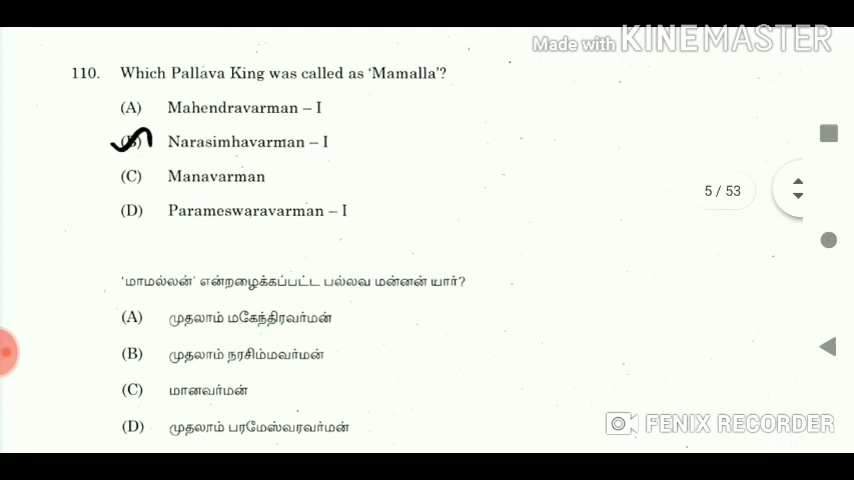 Made with KINEMASTER
110. Which Pallava King was called as ‘Mamalla’?
(A) Mahendravarman – I
(B) Narasimhavarman – I
(C) Manavarman
(D) Parameswaravarman – I
5 / 53
‘மாமல்லன்’ என்றழைக்கப்பட்ட பல்லவ மன்னன் யார்?
(A) முதலாம் மகேந்திரவர்மன்
(B) முதலாம் நரசிம்மவர்மன்
(C) மானவர்மன்
(D) முதலாம் பரமேஸ்வரவர்மன்
FENIX RECORDER